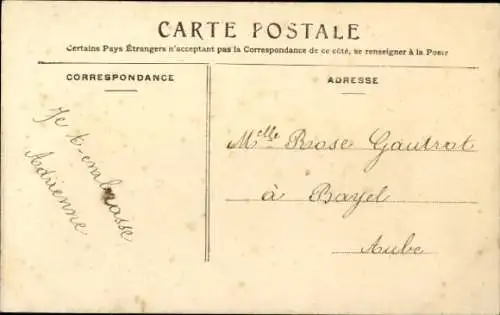 CARTE POSTALE
Certains Pays Étrangers n'acceptant pas la Correspondance de ce côté, se renseigner à la Poste
CORRESPONDANCE
ADRESSE
Je t'embrasse
Adrienne
Melle Rose Gautrot
à Bayel
Aube